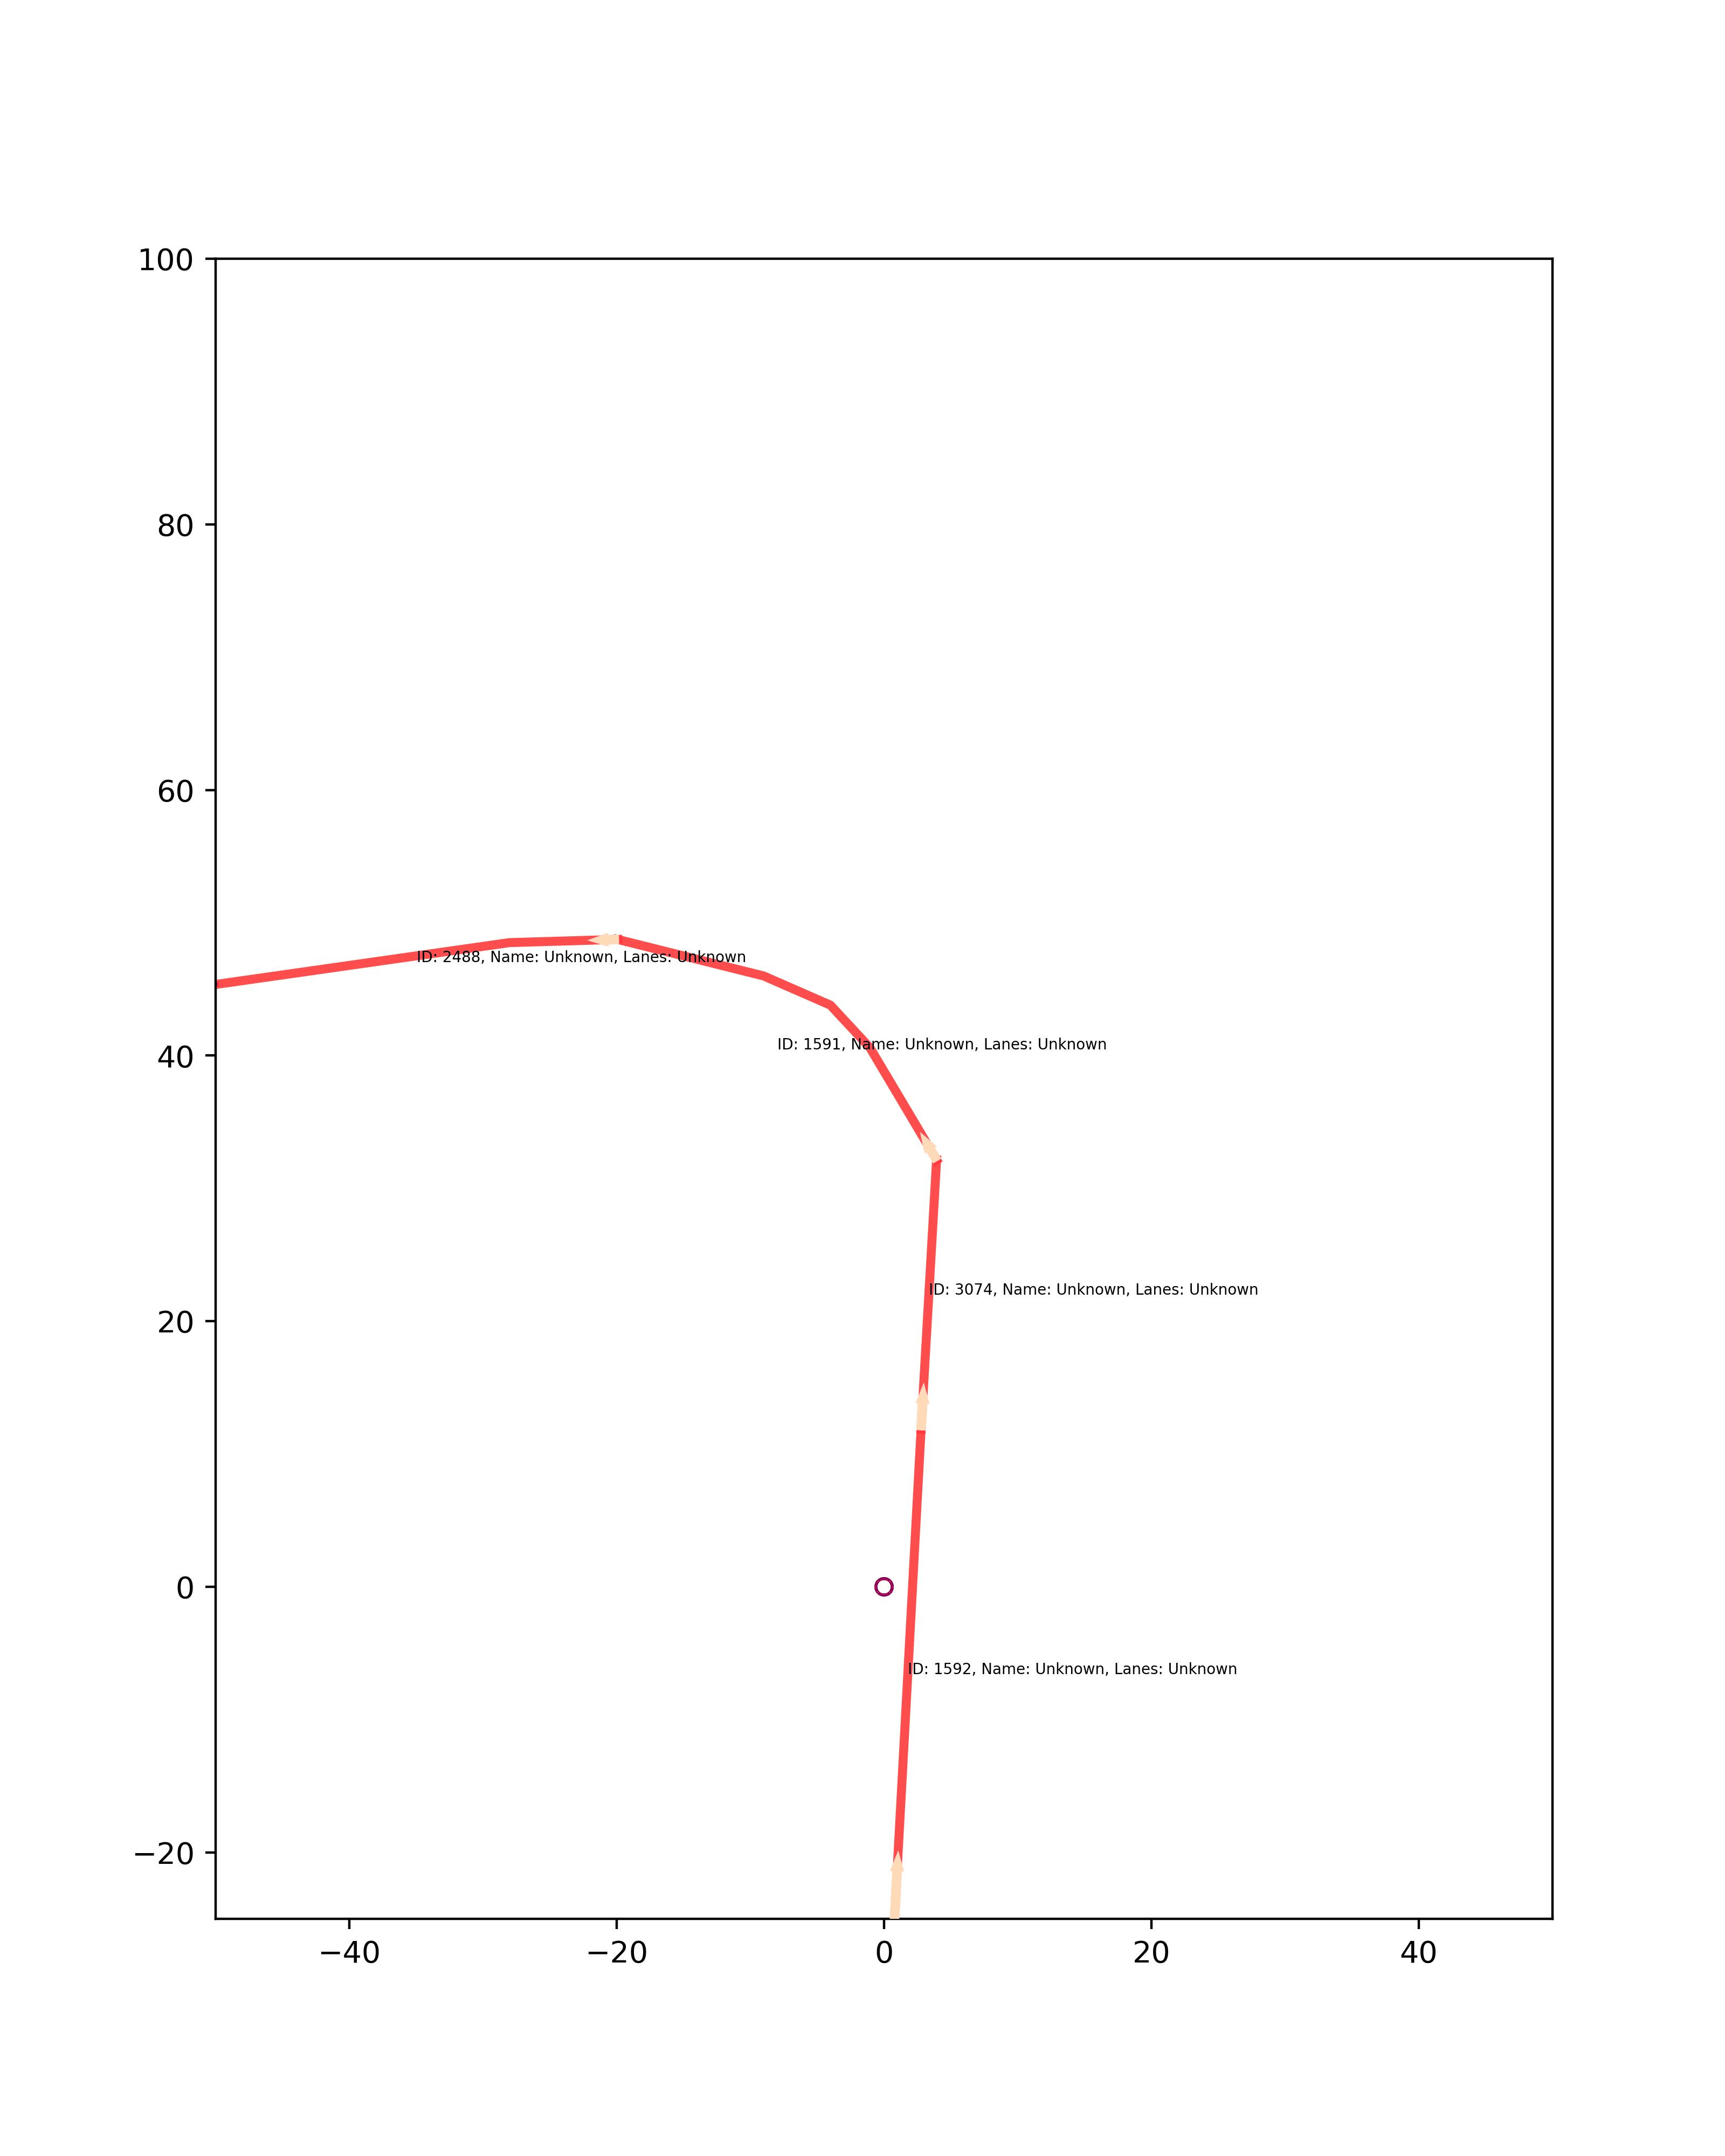 100
80
60
ID: 2488, Name: Unknown, Lanes: Unknown
ID: 1591, Name: Unknown, Lanes: Unknown
40
ID: 3074, Name: Unknown, Lanes: Unknown
20
0
ID: 1592, Name: Unknown, Lanes: Unknown
−20
−40 −20 0 20 40